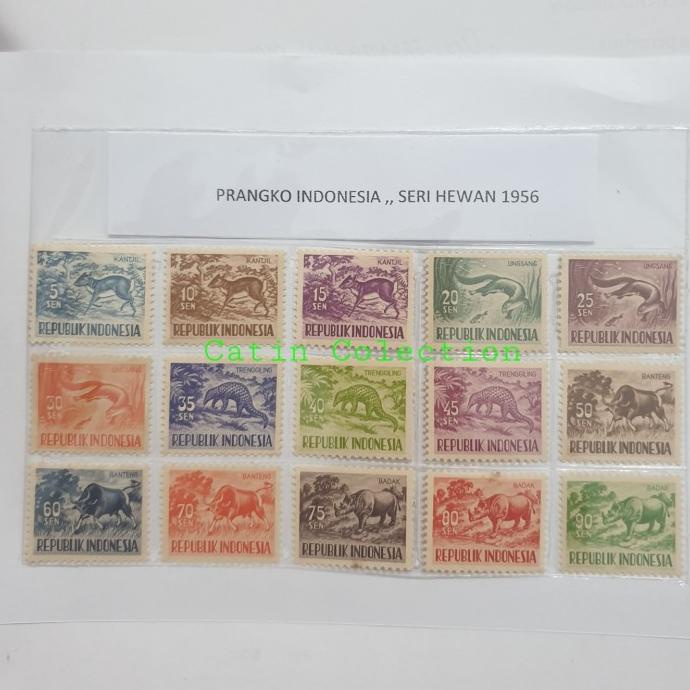 PRANGKO INDONESIA ,, SERI HEWAN 1956
KANTJIL
5 SEN
REPUBLIK INDONESIA
KANTJIL
10 SEN
REPUBLIK INDONESIA
KANTJIL
15 SEN
REPUBLIK INDONESIA
LINGSANG
20 SEN
REPUBLIK INDONESIA
LINGSANG
25 SEN
REPUBLIK INDONESIA
Catin Colection
LINGSANG
30 SEN
REPUBLIK INDONESIA
TRENGGILING
35 SEN
REPUBLIK INDONESIA
TRENGGILING
40 SEN
REPUBLIK INDONESIA
TRENGGILING
45 SEN
REPUBLIK INDONESIA
BANTENG
50 SEN
REPUBLIK INDONESIA
BANTENG
60 SEN
REPUBLIK INDONESIA
BANTENG
70 SEN
REPUBLIK INDONESIA
BADAK
75 SEN
REPUBLIK INDONESIA
BADAK
80 SEN
REPUBLIK INDONESIA
BADAK
90 SEN
REPUBLIK INDONESIA